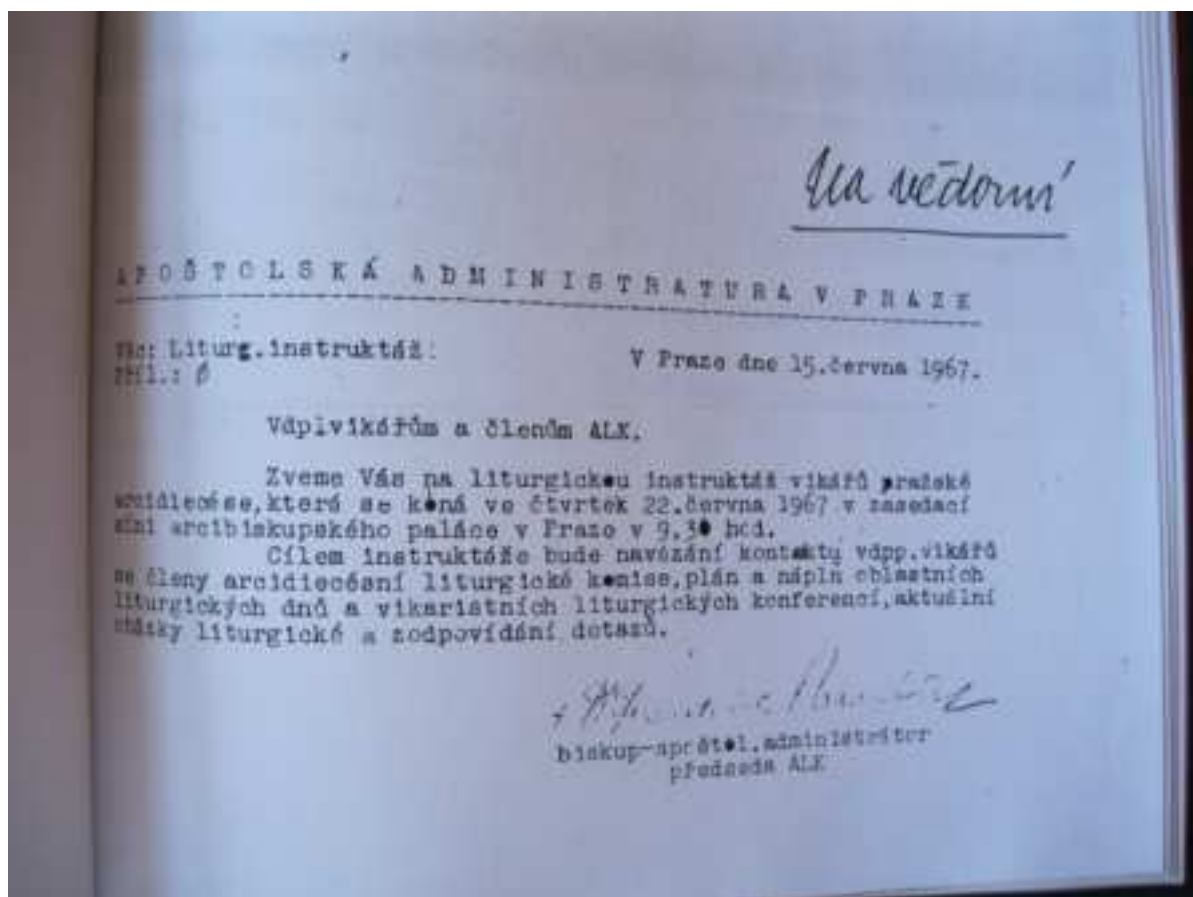 Na vědomí
APOŠTOLSKÁ ADMINISTRATURA V PRAZE
Věc: Liturg.instruktáž.
Příl.: Ø
V Praze dne 15.června 1967.
Vdp.vikářům a členům ALK.
Zveme Vás na liturgickou instruktáž vikářů pražské
arcidiecése,která se koná ve čtvrtek 22.června 1967 v zasedací
síni arcibiskupského paláce v Praze v 9,30 hod.
Cílem instruktáže bude navázání kontaktu vdpp.vikářů
se členy arcidiecésní liturgické komise,plán a náplň oblastních
liturgických dnů a vikariátních liturgických konferencí,aktuální
otázky liturgické a zodpovídání dotazů.
biskup-apoštol.administrátor
předseda ALK